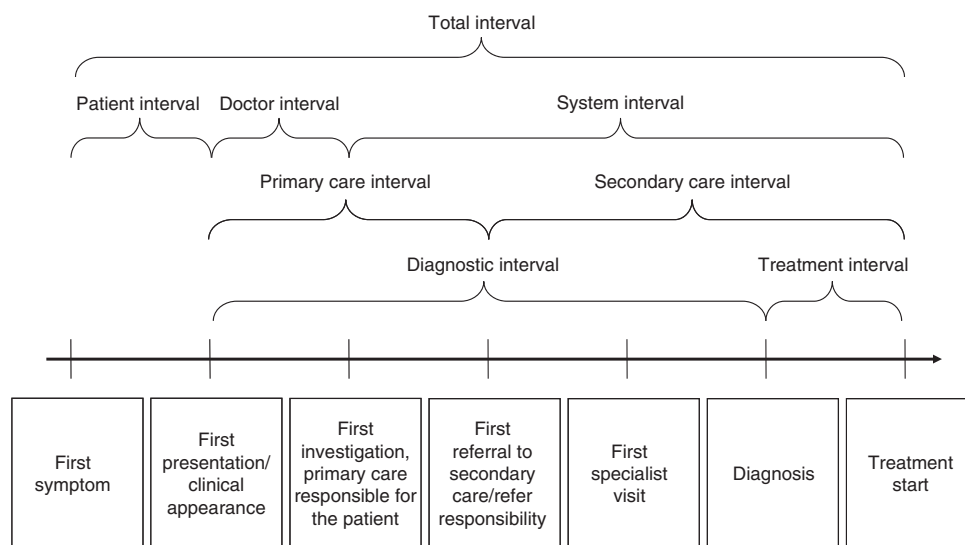 Total interval
Patient interval
Doctor interval
System interval
Primary care interval
Secondary care interval
Diagnostic interval
Treatment interval
First
symptom
First
presentation/
clinical
appearance
First
investigation,
primary care
responsible for
the patient
First
referral to
secondary
care/refer
responsibility
First
specialist
visit
Diagnosis
Treatment
start